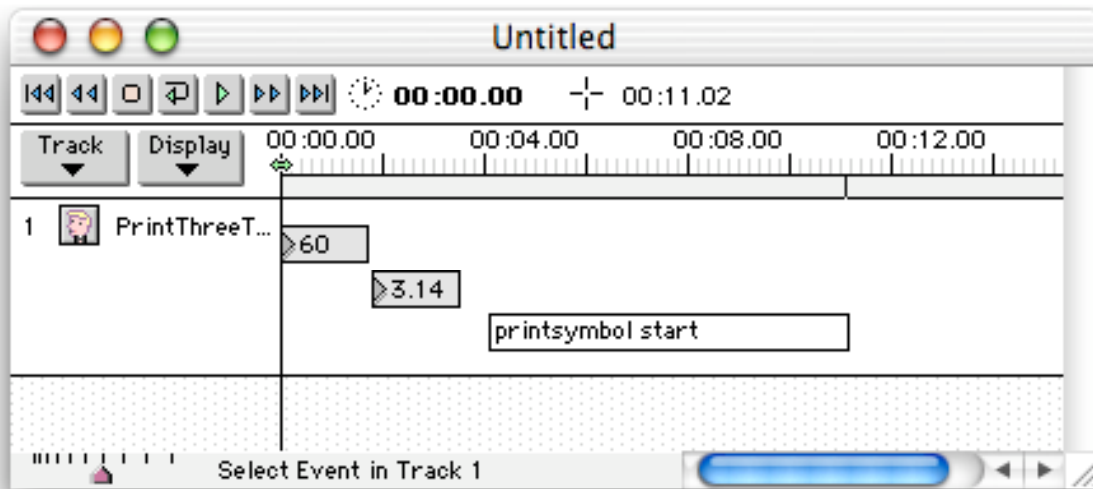 Untitled
00:00.00 00:11.02
Track Display 00:00.00 00:04.00 00:08.00 00:12.00
1 PrintThreeT...
60
3.14
printsymbol start
Select Event in Track 1